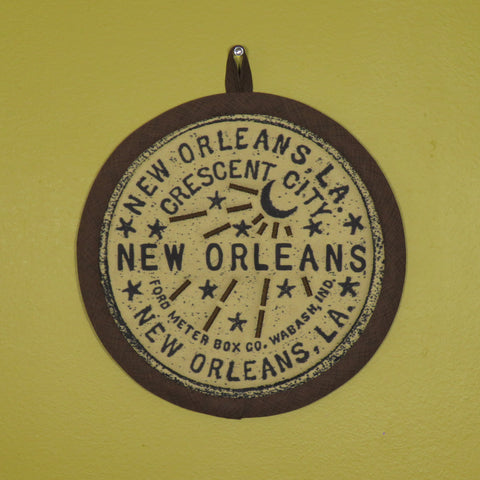 NEW ORLEANS, LA.
CRESCENT CITY
NEW ORLEANS
FORD METER BOX CO. WABASH, IND.
NEW ORLEANS, LA.